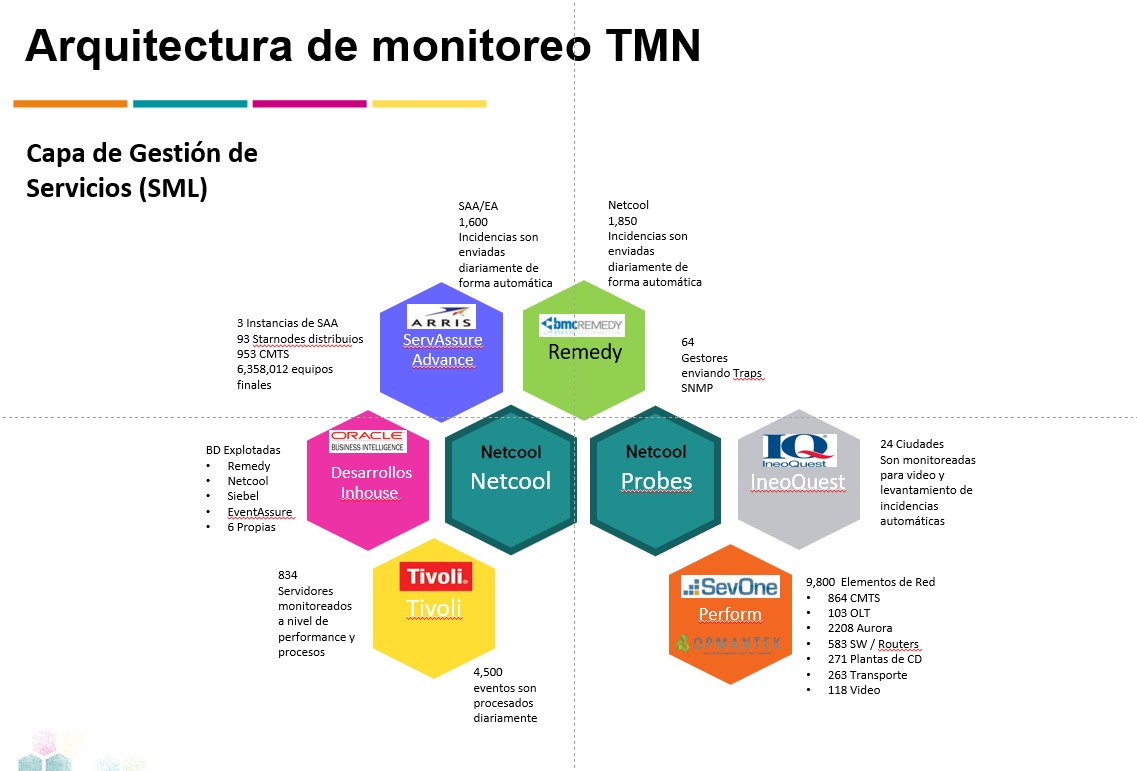 Arquitectura de monitoreo TMN
Capa de Gestión de
Servicios (SML)
SAA/EA
1,600
Incidencias son
enviadas
diariamente de
forma automática
Netcool
1,850
Incidencias son
enviadas
diariamente de
forma automática
3 Instancias de SAA
93 Starnodes distribuios
953 CMTS
6,358,012 equipos
finales
ARRIS
ServAssure
Advance
bmcREMEDY
Remedy
64
Gestores
enviando Traps
SNMP
BD Explotadas
• Remedy
• Netcool
• Siebel
• EventAssure
• 6 Propias
ORACLE
BUSINESS INTELLIGENCE
Desarrollos
Inhouse
Netcool
Netcool
Netcool
Probes
IQ
IneoQuest
IneoQuest
24 Ciudades
Son monitoreadas
para video y
levantamiento de
incidencias
automáticas
834
Servidores
monitoreados
a nivel de
performance y
procesos
Tivoli.
Tivoli
4,500
eventos son
procesados
diariamente
SevOne
Perform
OPMANTEK
9,800 Elementos de Red
• 864 CMTS
• 103 OLT
• 2208 Aurora
• 583 SW / Routers
• 271 Plantas de CD
• 263 Transporte
• 118 Video